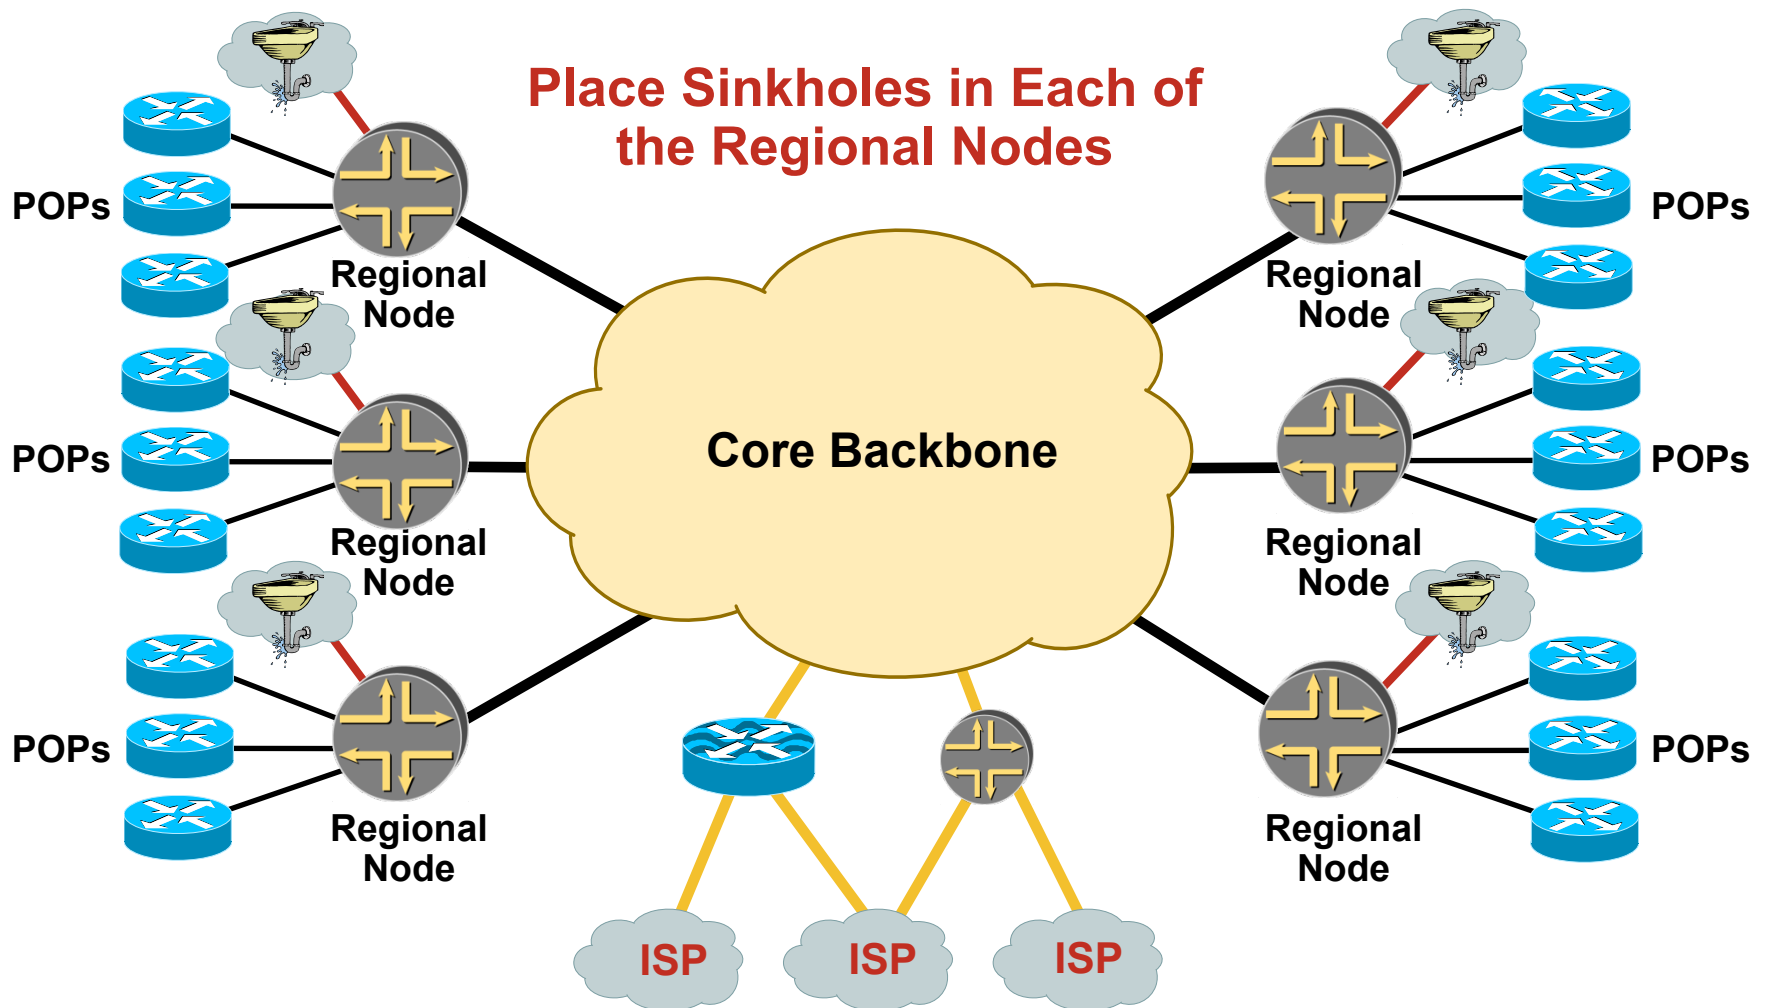 Place Sinkholes in Each of
the Regional Nodes
POPs
POPs
Regional
Node
Regional
Node
Core Backbone
POPs
POPs
Regional
Node
Regional
Node
POPs
POPs
Regional
Node
Regional
Node
ISP
ISP
ISP